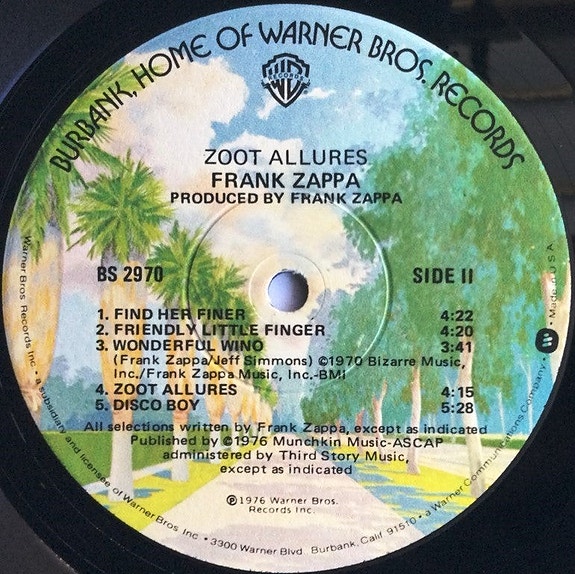 BURBANK, HOME OF WARNER BROS. RECORDS
WB
RECORDS
ZOOT ALLURES
FRANK ZAPPA
PRODUCED BY FRANK ZAPPA
BS 2970 SIDE II
1. FIND HER FINER 4:22
2. FRIENDLY LITTLE FINGER 4:20
3. WONDERFUL WINO 3:41
(Frank Zappa/Jeff Simmons) ©1970 Bizarre Music,
Inc./Frank Zappa Music, Inc.-BMI
4. ZOOT ALLURES 4:15
5. DISCO BOY 5:28
All selections written by Frank Zappa, except as indicated
Published by ©1976 Munchkin Music-ASCAP
administered by Third Story Music,
except as indicated
℗1976 Warner Bros.
Records Inc.
Warner Bros. Records Inc. • a subsidiary and licensee of Warner Bros Inc. • 3300 Warner Blvd. Burbank, Calif 91510 • a Warner Communications Company • Made in U.S.A.